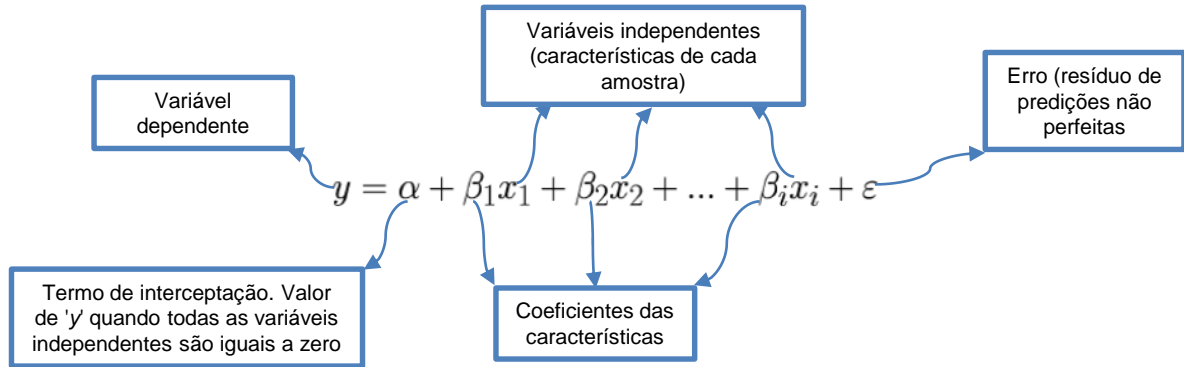 Variáveis independentes
(características de cada
amostra)
Erro (resíduo de
predições não
perfeitas
Variável
dependente
y = α + β₁x₁ + β₂x₂ + ... + βᵢxᵢ + ε
Termo de interceptação. Valor
de 'y' quando todas as variáveis
independentes são iguais a zero
Coeficientes das
características